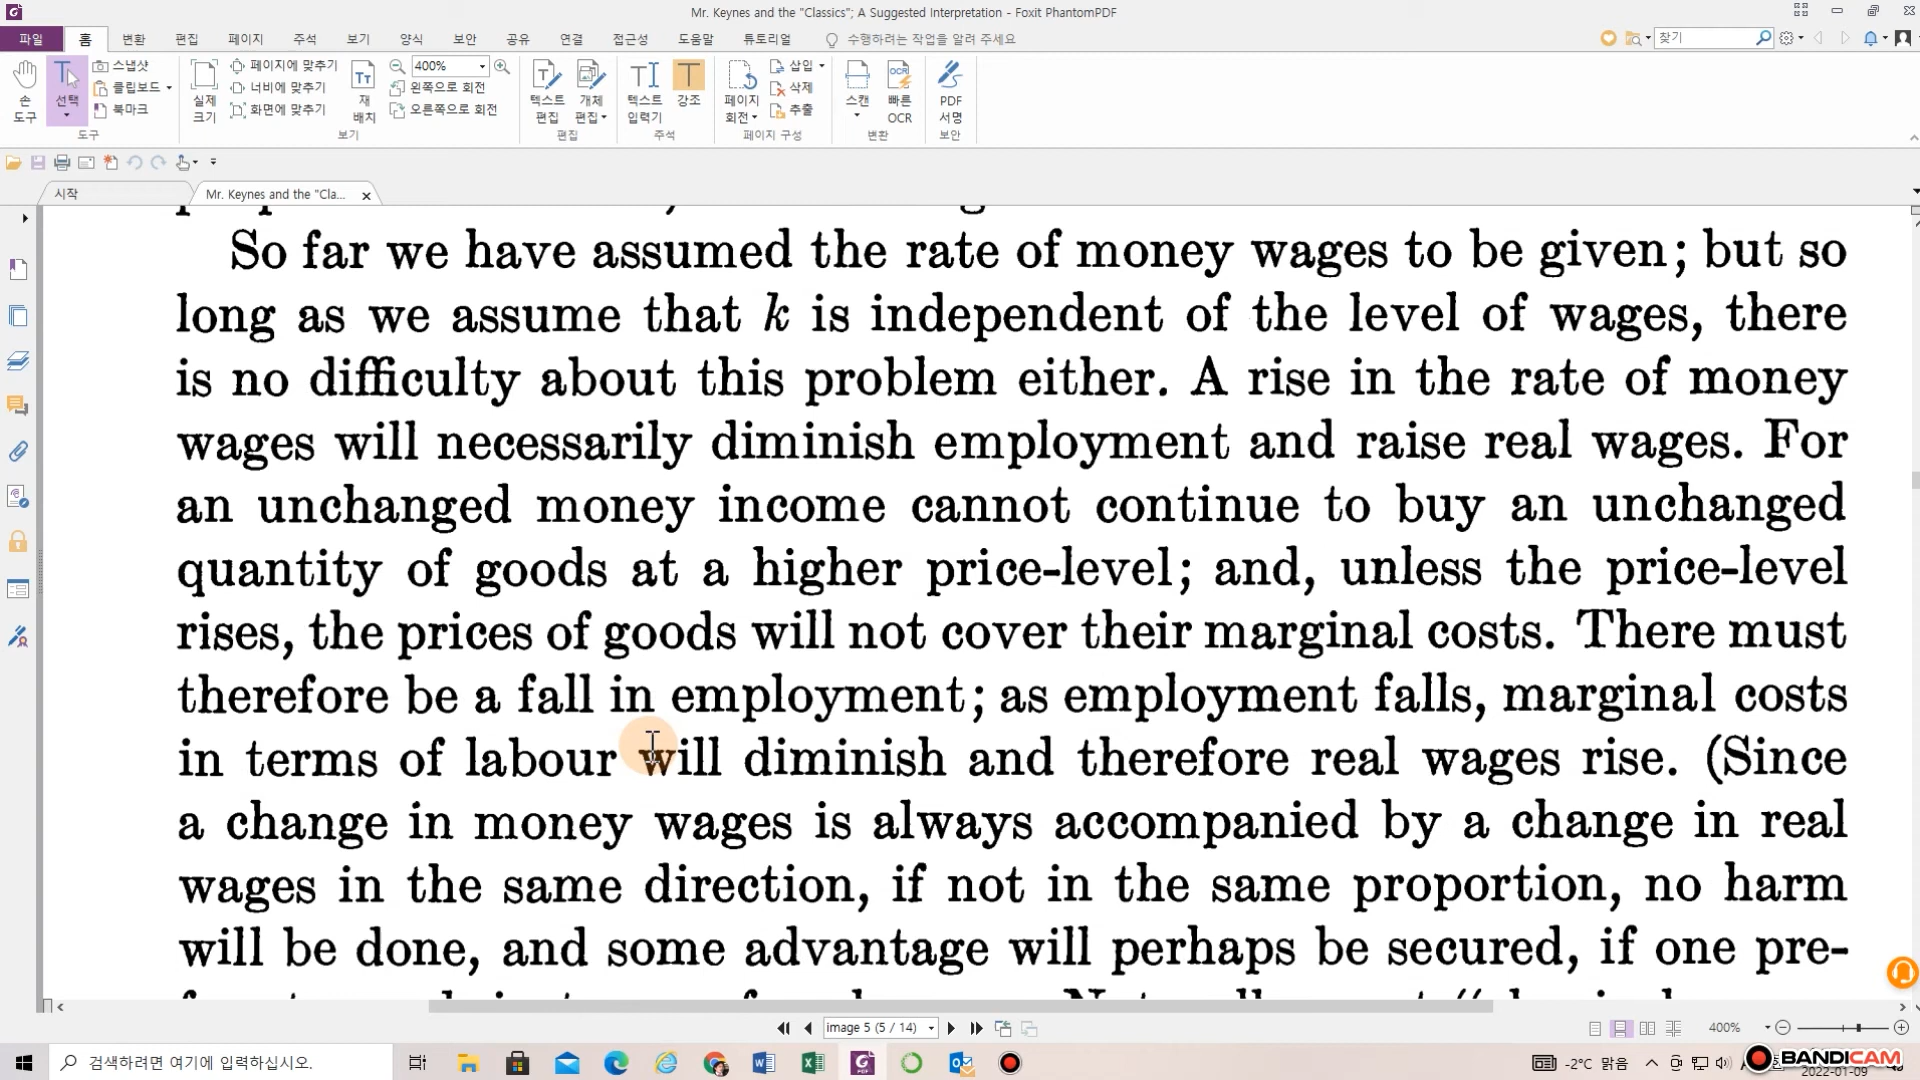 Mr. Keynes and the "Classics"; A Suggested Interpretation - Foxit PhantomPDF
파일 홈 변환 편집 페이지 주석 보기 양식 보안 공유 연결 접근성 도움말 튜토리얼 수행하려는 작업을 알려 주세요 찾기
손 도구
선택
스냅샷
클립보드
북마크
도구
실제 크기
페이지에 맞추기
너비에 맞추기
화면에 맞추기
재 배치
400%
왼쪽으로 회전
오른쪽으로 회전
보기
텍스트 편집
개체 편집
편집
텍스트 입력기
강조
주석
페이지 회전
삽입
삭제
추출
페이지 구성
스캔
빠른 OCR
변환
PDF 서명
보안
시작
Mr. Keynes and the "Cla...
So far we have assumed the rate of money wages to be given; but so
long as we assume that k is independent of the level of wages, there
is no difficulty about this problem either. A rise in the rate of money
wages will necessarily diminish employment and raise real wages. For
an unchanged money income cannot continue to buy an unchanged
quantity of goods at a higher price-level; and, unless the price-level
rises, the prices of goods will not cover their marginal costs. There must
therefore be a fall in employment; as employment falls, marginal costs
in terms of labour will diminish and therefore real wages rise. (Since
a change in money wages is always accompanied by a change in real
wages in the same direction, if not in the same proportion, no harm
will be done, and some advantage will perhaps be secured, if one pre-
image 5 (5 / 14)
400%
검색하려면 여기에 입력하십시오.
-2°C 맑음
BANDICAM
2022-01-09